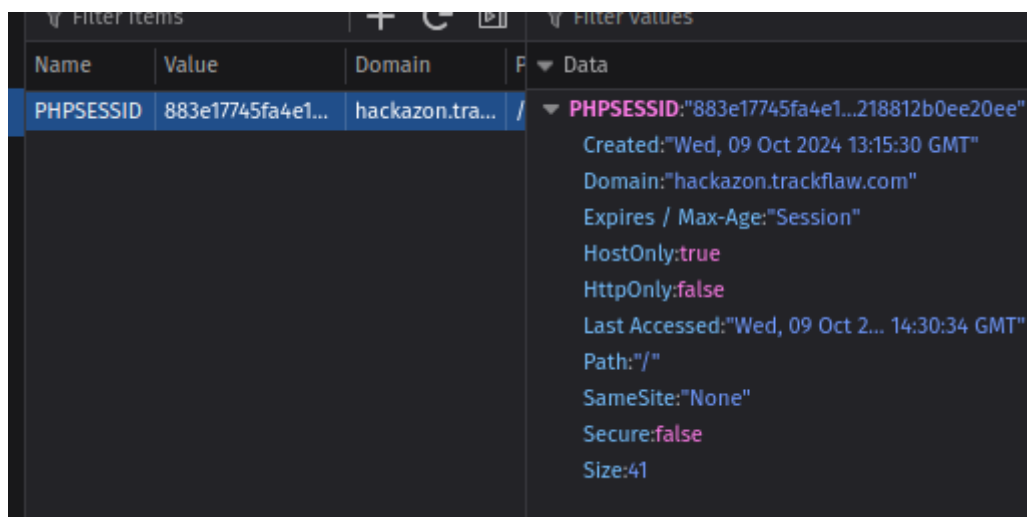 Filter Items Filter values
Name Value Domain P Data
PHPSESSID 883e17745fa4e1... hackazon.tra... / PHPSESSID:"883e17745fa4e1...218812b0ee20ee"
Created:"Wed, 09 Oct 2024 13:15:30 GMT"
Domain:"hackazon.trackflaw.com"
Expires / Max-Age:"Session"
HostOnly:true
HttpOnly:false
Last Accessed:"Wed, 09 Oct 2... 14:30:34 GMT"
Path:"/"
SameSite:"None"
Secure:false
Size:41